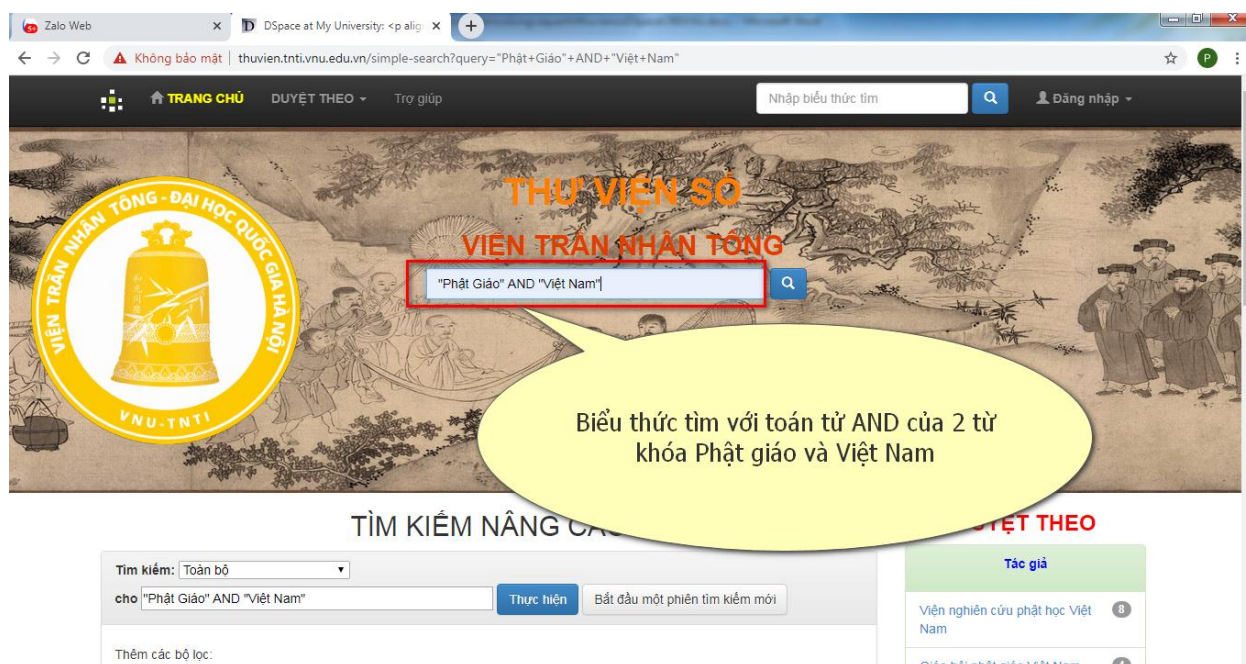 Zalo Web
DSpace at My University: <p alig
Không bảo mật | thuvien.tnti.vnu.edu.vn/simple-search?query="Phật+Giáo"+AND+"Việt+Nam"
P
TRANG CHỦ DUYỆT THEO Trợ giúp
Nhập biểu thức tìm
Đăng nhập
VIỆN TRẦN NHÂN TÔNG - ĐẠI HỌC QUỐC GIA HÀ NỘI
VNU-TNTI
THƯ VIỆN SỐ
VIỆN TRẦN NHÂN TÔNG
"Phật Giáo" AND "Việt Nam"
Biểu thức tìm với toán tử AND của 2 từ
khóa Phật giáo và Việt Nam
TÌM KIẾM NÂNG CAO
Tìm kiếm: Toàn bộ
cho "Phật Giáo" AND "Việt Nam" Thực hiện Bắt đầu một phiên tìm kiếm mới
Thêm các bộ lọc:
THEO
Tác giả
Viện nghiên cứu phật học Việt 8
Nam